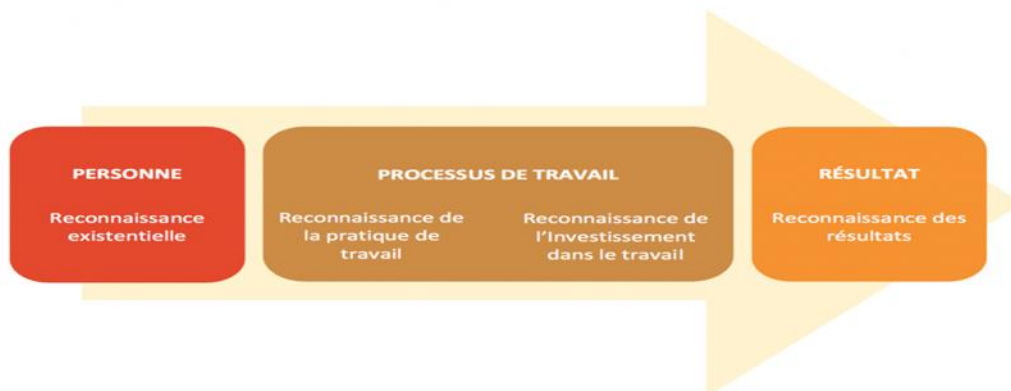 PERSONNE
Reconnaissance
existentielle
PROCESSUS DE TRAVAIL
Reconnaissance de
la pratique de
travail
Reconnaissance de
l'Investissement
dans le travail
RÉSULTAT
Reconnaissance des
résultats